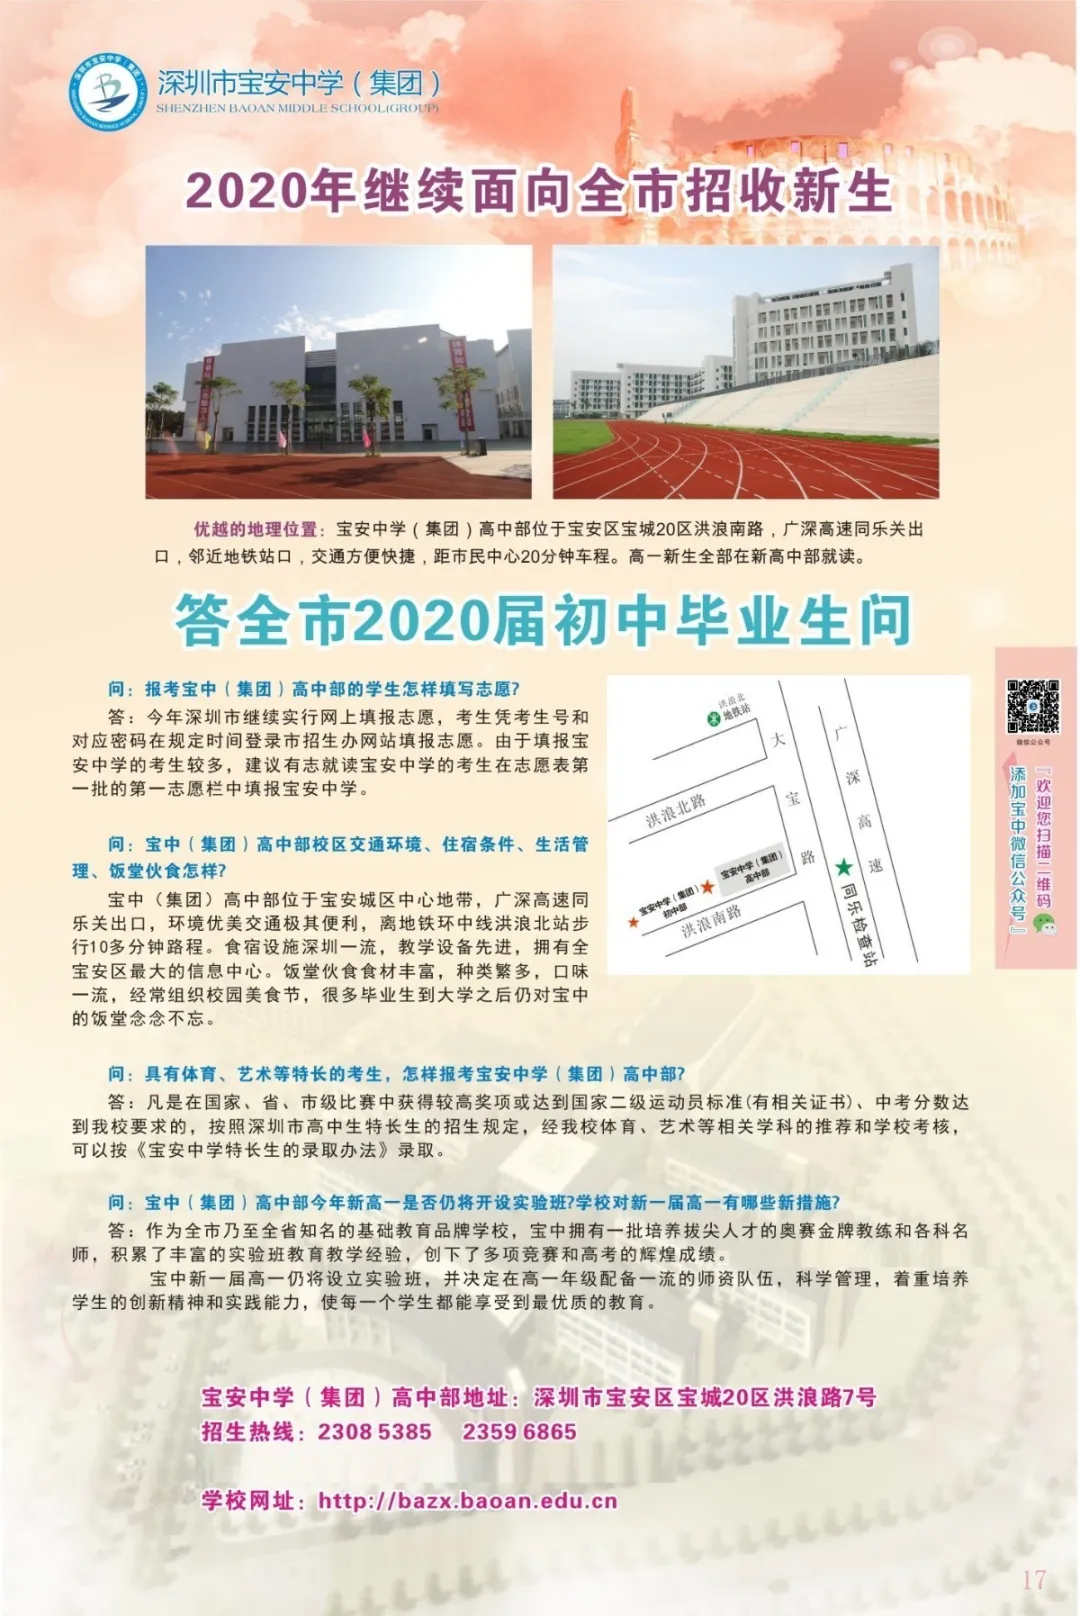 深圳市宝安中学（集团）
SHENZHEN BAOAN MIDDLE SCHOOL(GROUP)
2020年继续面向全市招收新生
优越的地理位置：宝安中学（集团）高中部位于宝安区宝城20区洪浪南路，广深高速同乐关出
口，邻近地铁站口，交通方便快捷，距市民中心20分钟车程。高一新生全部在新高中部就读。
答全市2020届初中毕业生问
问：报考宝中（集团）高中部的学生怎样填写志愿?
答：今年深圳市继续实行网上填报志愿，考生凭考生号和
对应密码在规定时间登录市招生办网站填报志愿。由于填报宝
安中学的考生较多，建议有志就读宝安中学的考生在志愿表第
一批的第一志愿栏中填报宝安中学。
问：宝中（集团）高中部校区交通环境、住宿条件、生活管
理、饭堂伙食怎样?
宝中（集团）高中部位于宝安城区中心地带，广深高速同
乐关出口，环境优美交通极其便利，离地铁环中线洪浪北站步
行10多分钟路程。食宿设施深圳一流，教学设备先进，拥有全
宝安区最大的信息中心。饭堂伙食食材丰富，种类繁多，口味
一流，经常组织校园美食节，很多毕业生到大学之后仍对宝中
的饭堂念念不忘。
洪浪北
地铁站
大宝路
广深高速
洪浪北路
宝安中学（集团）
高中部
宝安中学（集团）
初中部
洪浪南路
同乐检查站
微信公众号
『欢迎您扫描二维码
添加宝中微信公众号』
问：具有体育、艺术等特长的考生，怎样报考宝安中学（集团）高中部?
答：凡是在国家、省、市级比赛中获得较高奖项或达到国家二级运动员标准(有相关证书)、中考分数达
到我校要求的，按照深圳市高中生特长生的招生规定，经我校体育、艺术等相关学科的推荐和学校考核，
可以按《宝安中学特长生的录取办法》录取。
问：宝中（集团）高中部今年新高一是否仍将开设实验班?学校对新一届高一有哪些新措施?
答：作为全市乃至全省知名的基础教育品牌学校，宝中拥有一批培养拔尖人才的奥赛金牌教练和各科名
师，积累了丰富的实验班教育教学经验，创下了多项竞赛和高考的辉煌成绩。
宝中新一届高一仍将设立实验班，并决定在高一年级配备一流的师资队伍，科学管理，着重培养
学生的创新精神和实践能力，使每一个学生都能享受到最优质的教育。
宝安中学（集团）高中部地址：深圳市宝安区宝城20区洪浪路7号
招生热线：2308 5385 2359 6865
学校网址：http://bazx.baoan.edu.cn
17